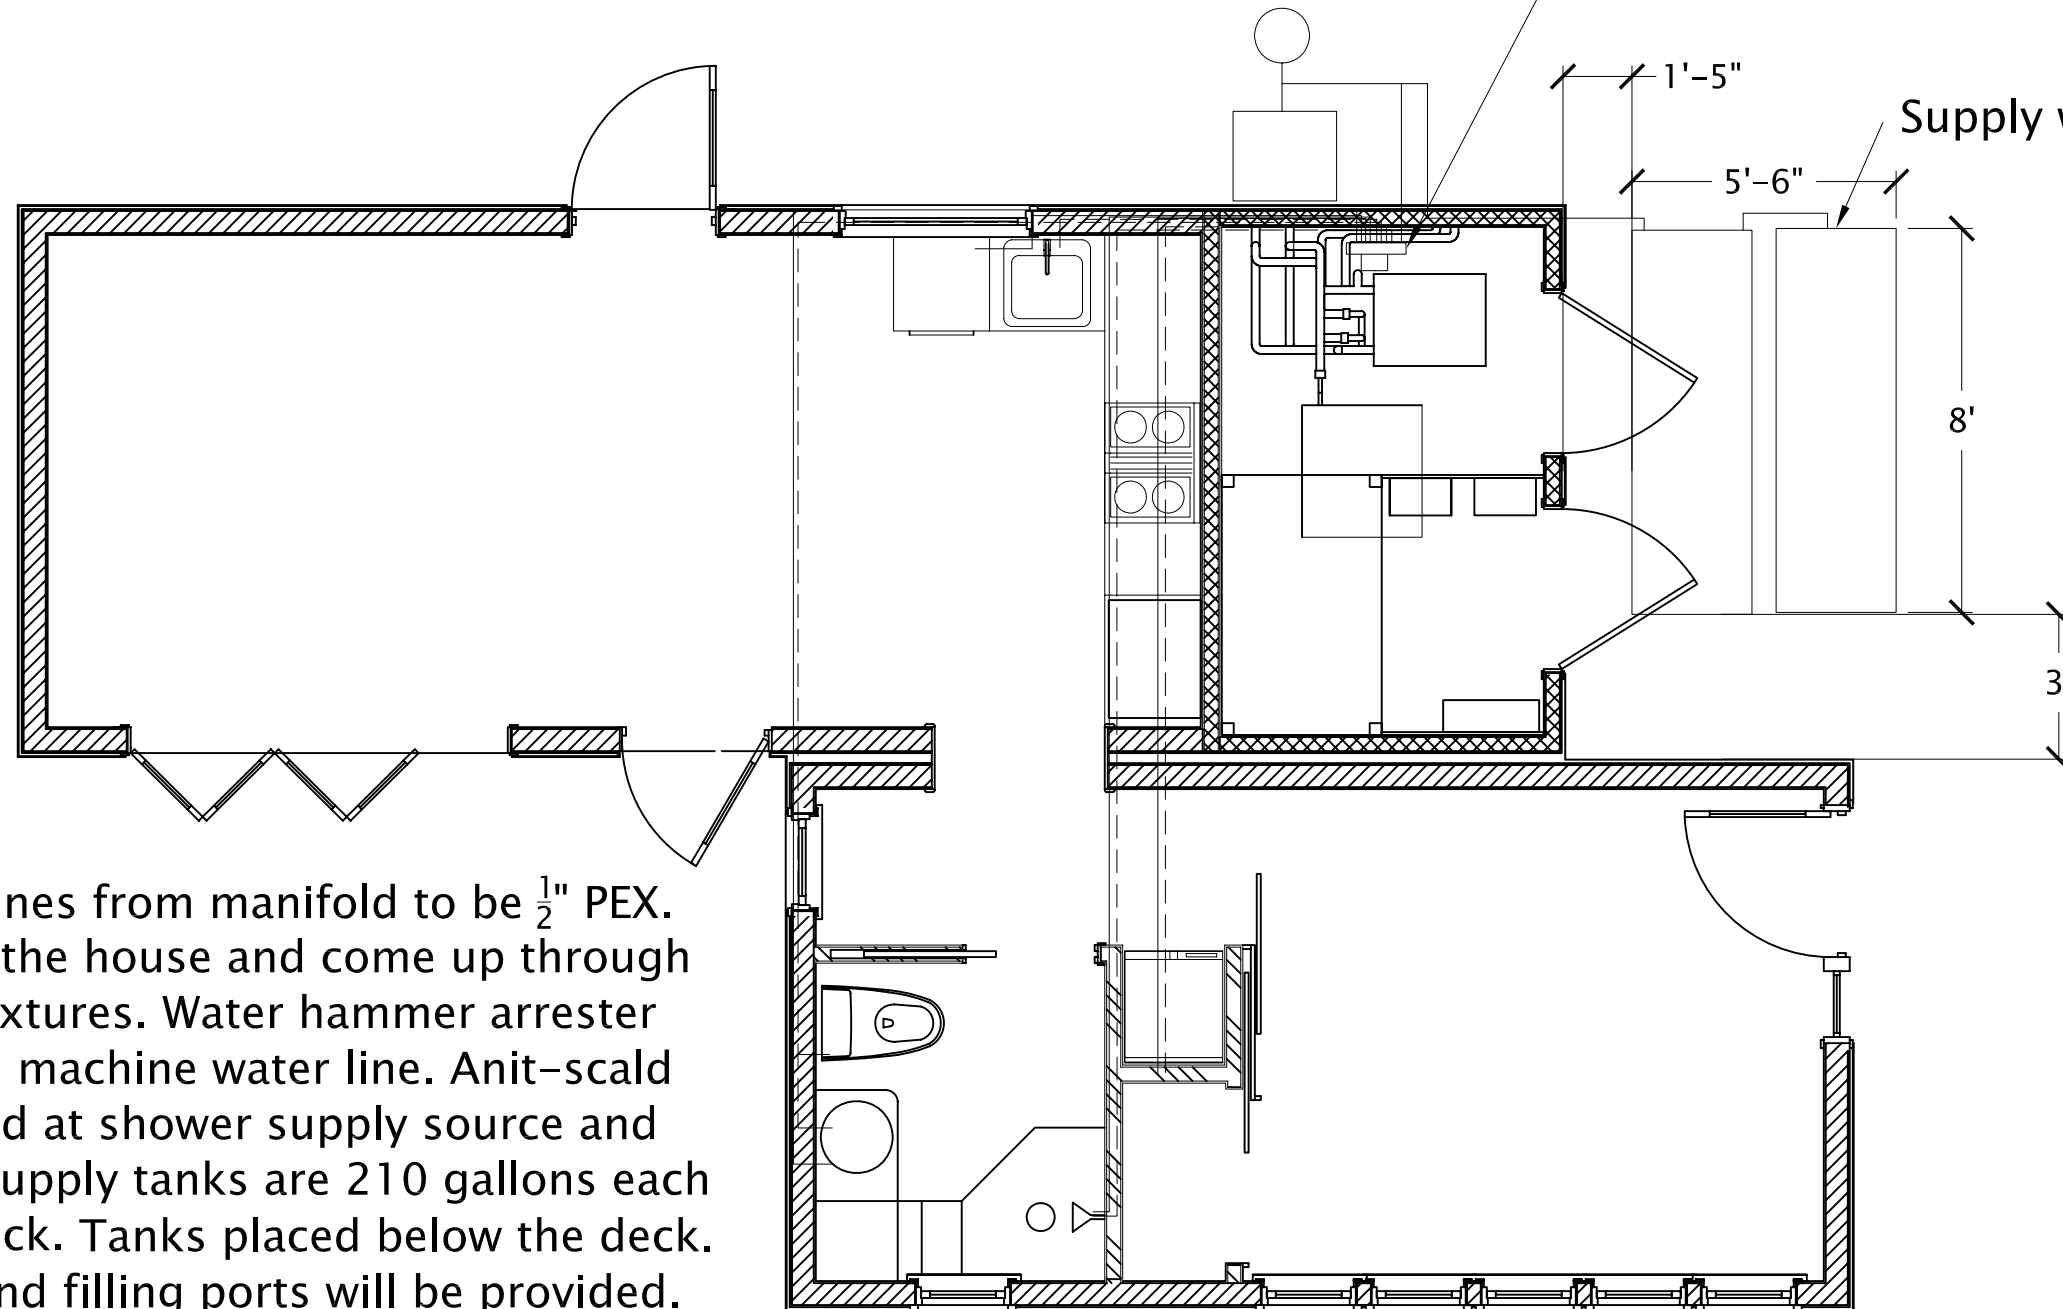 1'-5"
Supply
5'-6"
8'
3
nes from manifold to be ½" PEX.
the house and come up through
xtures. Water hammer arrester
machine water line. Anit-scald
d at shower supply source and
upply tanks are 210 gallons each
ck. Tanks placed below the deck.
nd filling ports will be provided.